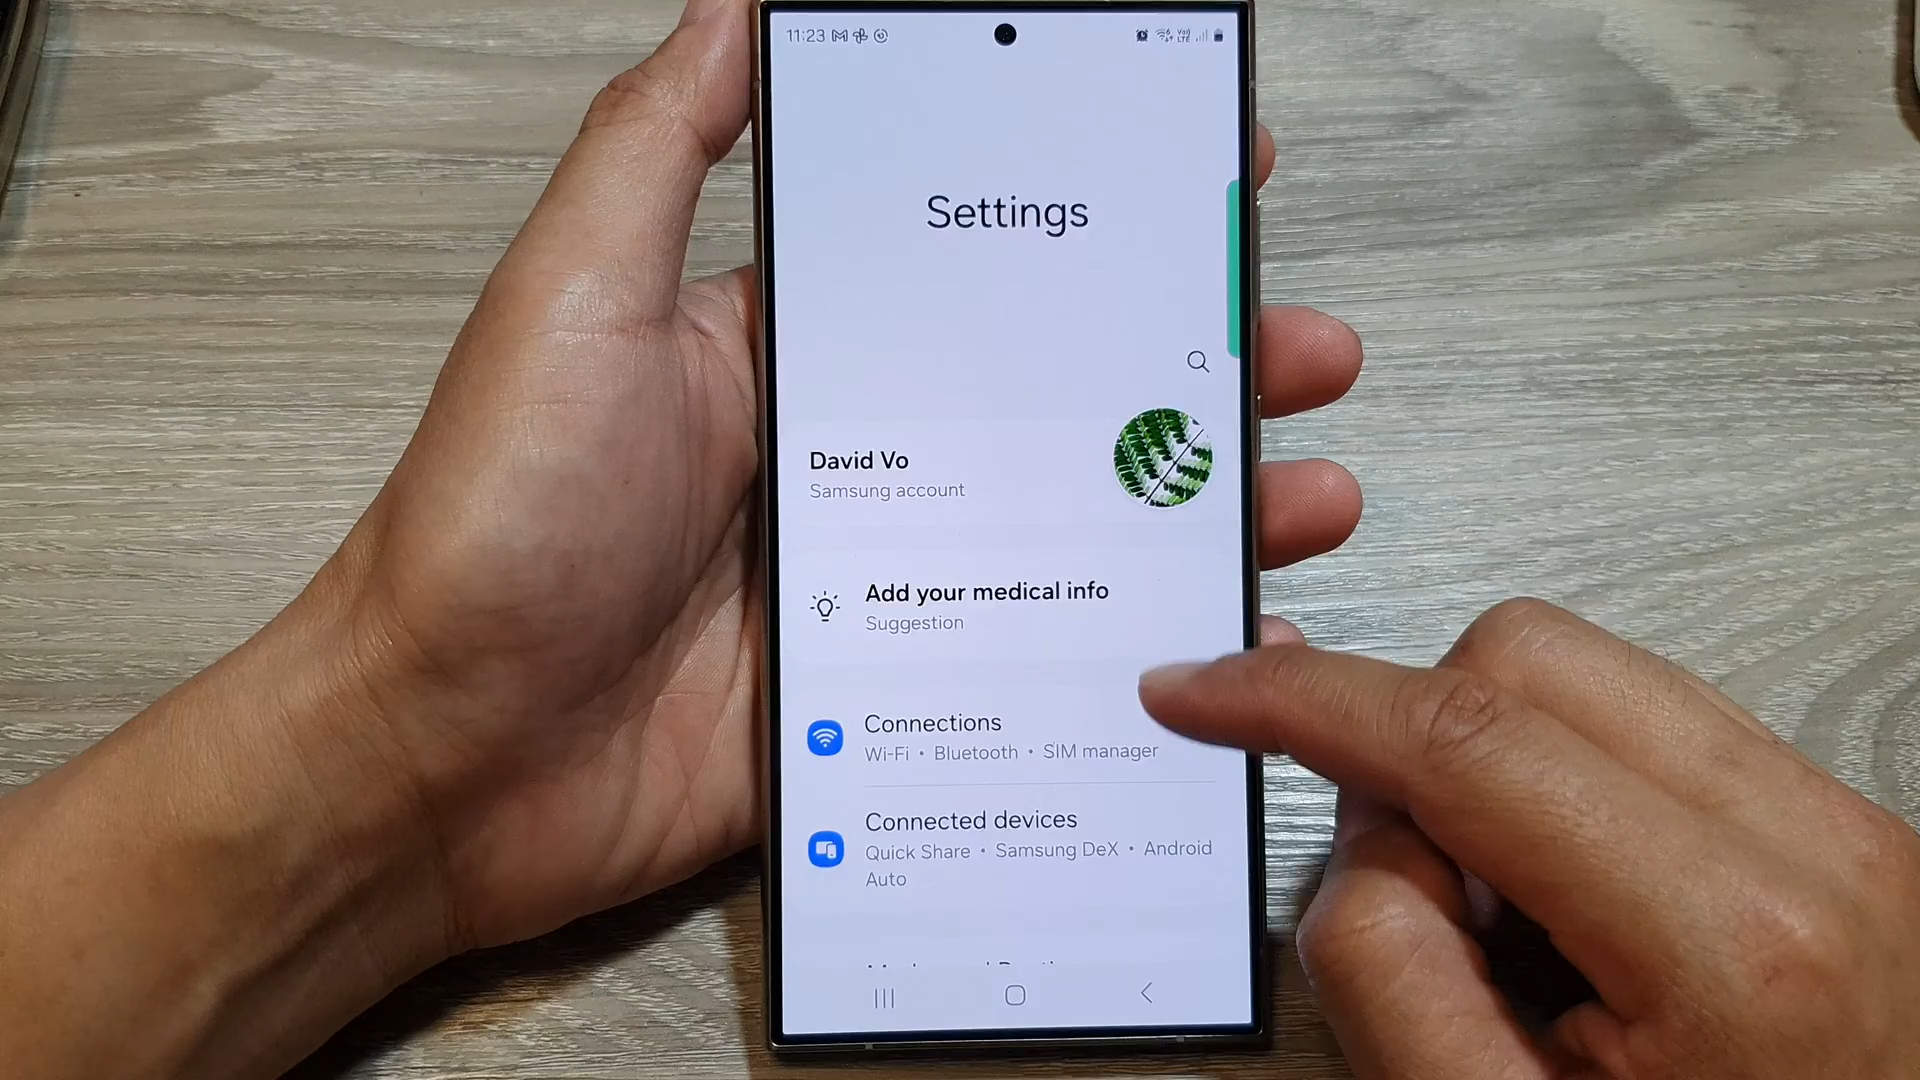 11:23
Settings
David Vo
Samsung account
Add your medical info
Suggestion
Connections
Wi-Fi • Bluetooth • SIM manager
Connected devices
Quick Share • Samsung DeX • Android
Auto